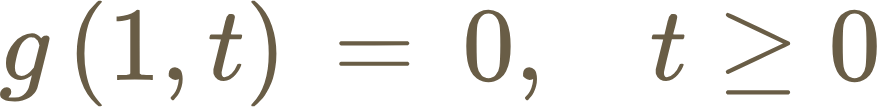 g (1, t) = 0, t ≥ 0